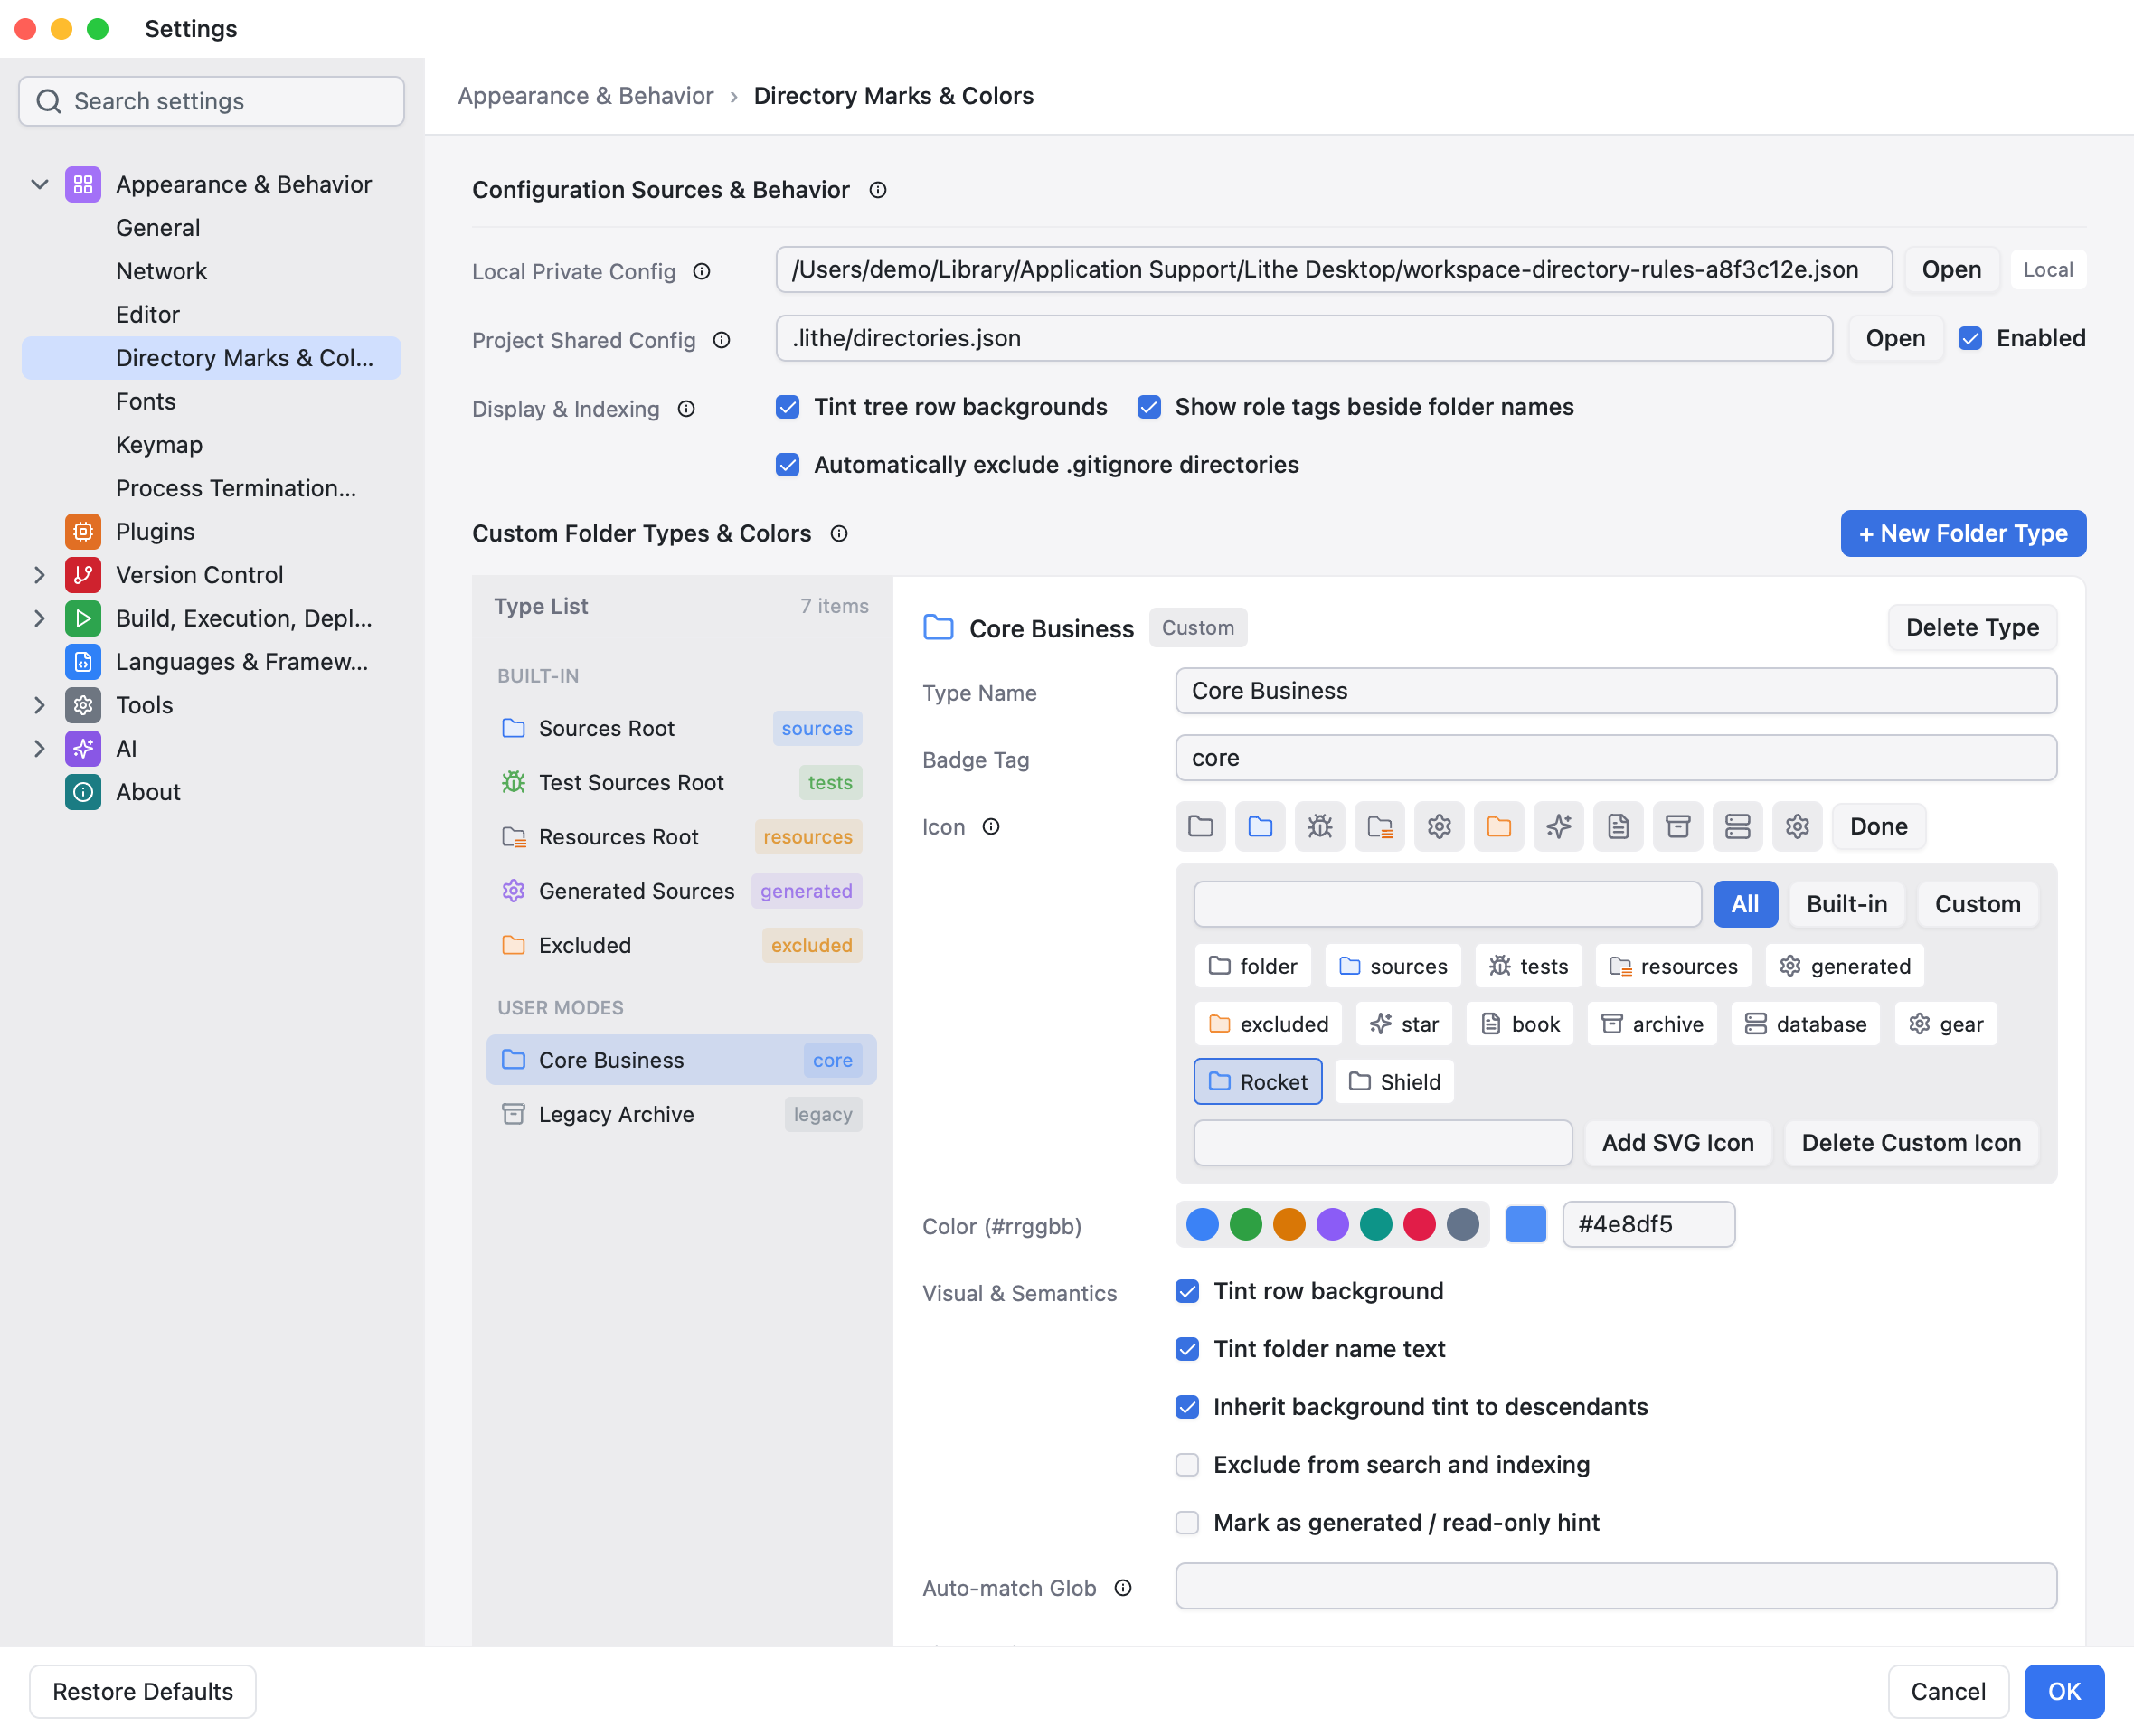 Settings
Search settings
Appearance & Behavior
General
Network
Editor
Directory Marks & Col...
Fonts
Keymap
Process Termination...
Plugins
Version Control
Build, Execution, Depl...
Languages & Framew...
Tools
AI
About
Appearance & Behavior › Directory Marks & Colors
Configuration Sources & Behavior
Local Private Config /Users/demo/Library/Application Support/Lithe Desktop/workspace-directory-rules-a8f3c12e.json Open Local
Project Shared Config .lithe/directories.json Open Enabled
Display & Indexing Tint tree row backgrounds Show role tags beside folder names
Automatically exclude .gitignore directories
Custom Folder Types & Colors + New Folder Type
Type List 7 items
BUILT-IN
Sources Root sources
Test Sources Root tests
Resources Root resources
Generated Sources generated
Excluded excluded
USER MODES
Core Business core
Legacy Archive legacy
Core Business Custom Delete Type
Type Name Core Business
Badge Tag core
Icon Done
All Built-in Custom
folder sources tests resources generated
excluded star book archive database gear
Rocket Shield
Add SVG Icon Delete Custom Icon
Color (#rrggbb) #4e8df5
Visual & Semantics Tint row background
Tint folder name text
Inherit background tint to descendants
Exclude from search and indexing
Mark as generated / read-only hint
Auto-match Glob
Restore Defaults Cancel OK